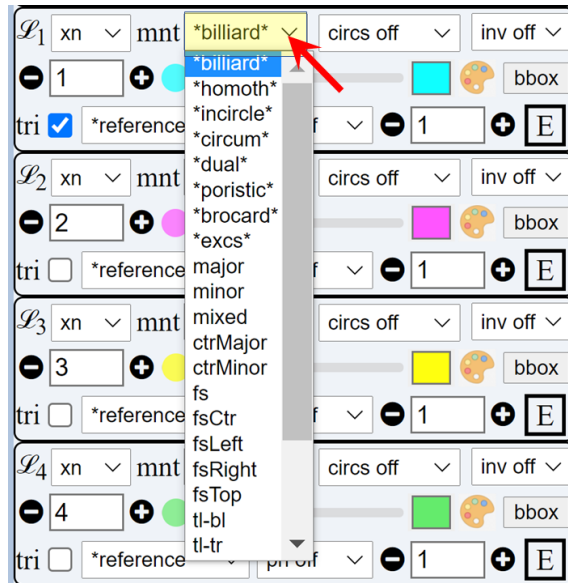 ℒ1 xn mnt *billiard* circs off inv off
*billiard*
1 bbox
*homoth*
*incircle*
tri *reference 1 E
*circum*
*dual*
ℒ2 xn mnt circs off inv off
*poristic*
*brocard*
2 bbox
*excs*
major
tri *reference 1 E
minor
mixed
ℒ3 xn mnt circs off inv off
ctrMajor
ctrMinor
3 bbox
fs
fsCtr
tri *reference 1 E
fsLeft
fsRight
ℒ4 xn mnt circs off inv off
fsTop
4 bbox
tl-bl
tl-tr
tri *reference 1 E